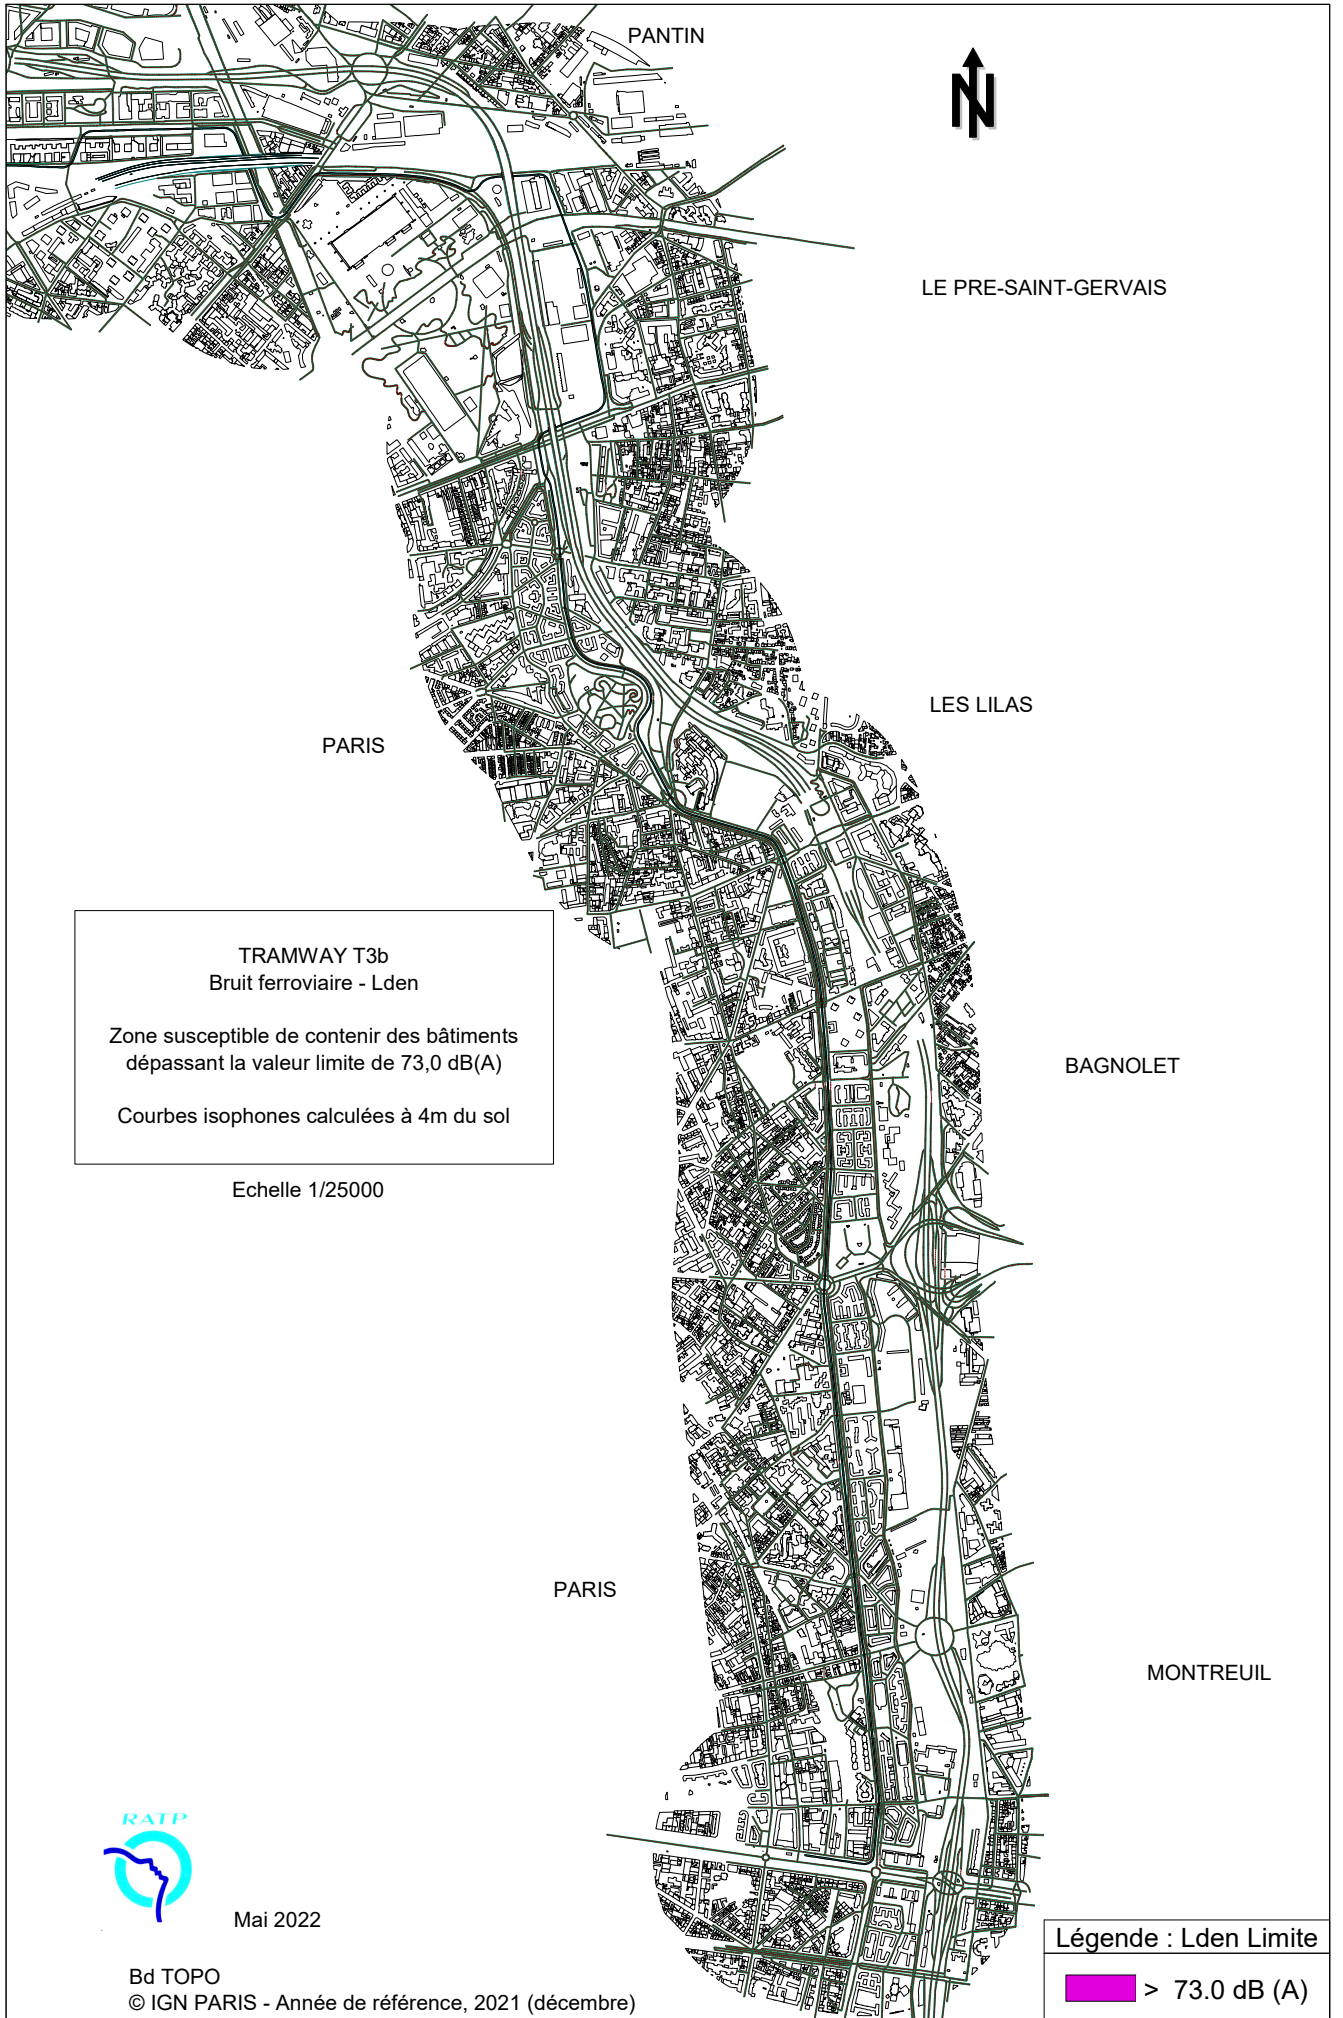 PANTIN
N
LE PRE-SAINT-GERVAIS
LES LILAS
PARIS
TRAMWAY T3b
Bruit ferroviaire - Lden
Zone susceptible de contenir des bâtiments
dépassant la valeur limite de 73,0 dB(A)
Courbes isophones calculées à 4m du sol
BAGNOLET
Echelle 1/25000
PARIS
MONTREUIL
RATP
Mai 2022
Bd TOPO
© IGN PARIS - Année de référence, 2021 (décembre)
Légende : Lden Limite
> 73.0 dB (A)